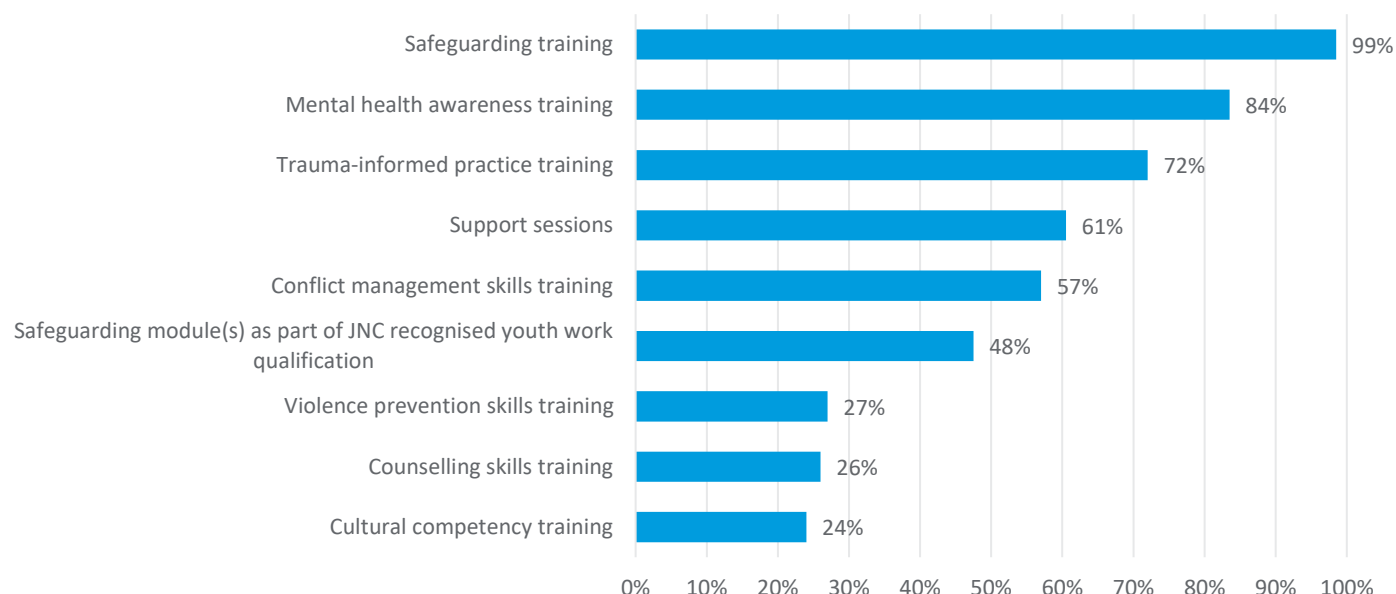 Safeguarding training 99%
Mental health awareness training 84%
Trauma-informed practice training 72%
Support sessions 61%
Conflict management skills training 57%
Safeguarding module(s) as part of JNC recognised youth work
qualification 48%
Violence prevention skills training 27%
Counselling skills training 26%
Cultural competency training 24%
0% 10% 20% 30% 40% 50% 60% 70% 80% 90% 100%